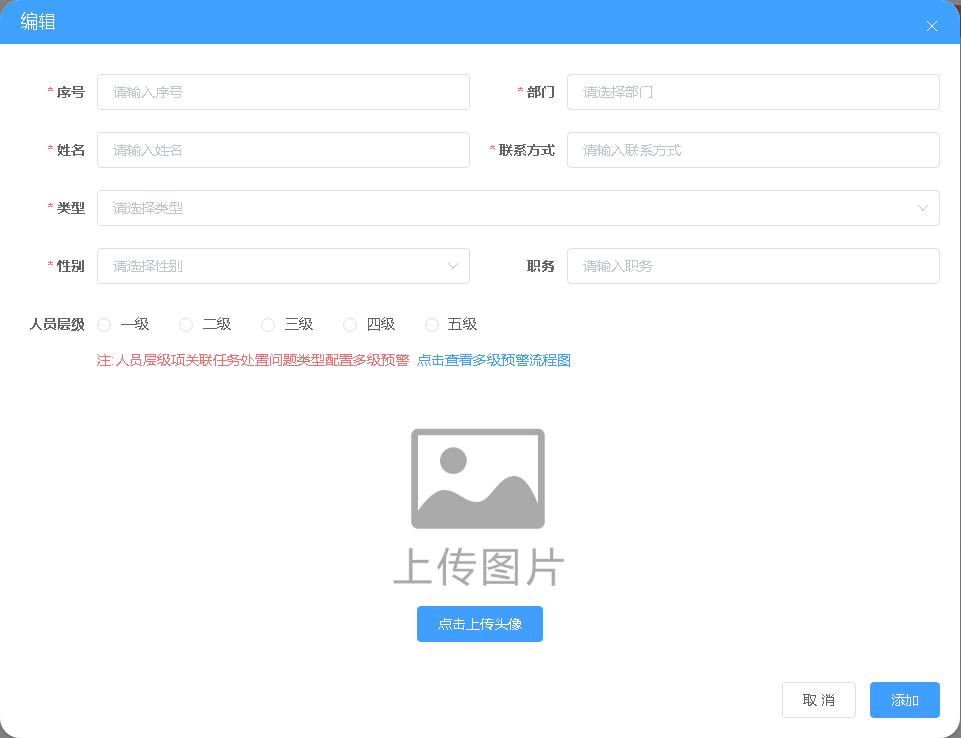 编辑
* 序号 请输入序号 * 部门 请选择部门
* 姓名 请输入姓名 * 联系方式 请输入联系方式
* 类型 请选择类型
* 性别 请选择性别 职务 请输入职务
人员层级 一级 二级 三级 四级 五级
注:人员层级项关联任务处置问题类型配置多级预警 点击查看多级预警流程图
上传图片
点击上传头像
取 消 添加